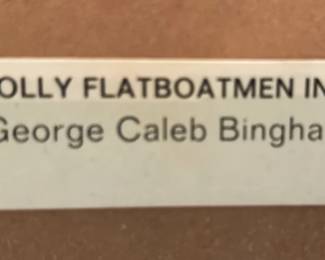 OLLY FLATBOATMEN IN
George Caleb Bingha